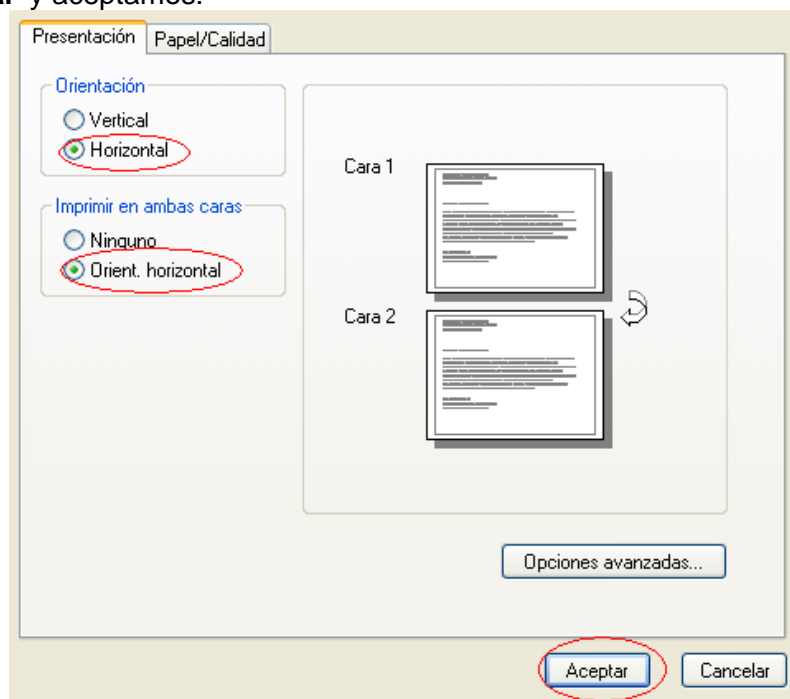 y aceptamos.
Presentación Papel/Calidad
Orientación
Vertical
Horizontal
Imprimir en ambas caras
Ninguno
Orient. horizontal
Cara 1
Cara 2
Opciones avanzadas...
Aceptar Cancelar